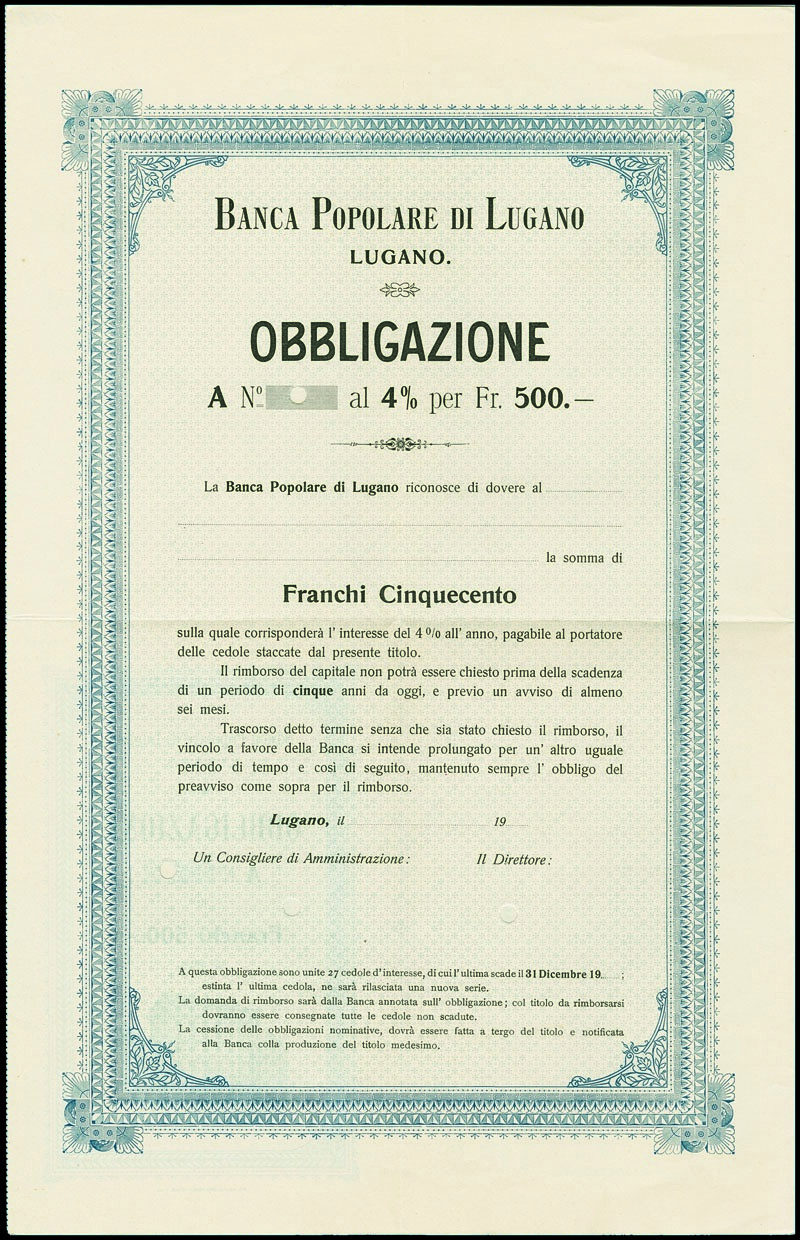 BANCA POPOLARE DI LUGANO
LUGANO.
OBBLIGAZIONE
A Nº al 4% per Fr. 500.—
La Banca Popolare di Lugano riconosce di dovere al
la somma di
Franchi Cinquecento
sulla quale corrisponderà l' interesse del 4 % all' anno, pagabile al portatore
delle cedole staccate dal presente titolo.
Il rimborso del capitale non potrà essere chiesto prima della scadenza
di un periodo di cinque anni da oggi, e previo un avviso di almeno
sei mesi.
Trascorso detto termine senza che sia stato chiesto il rimborso, il
vincolo a favore della Banca si intende prolungato per un' altro uguale
periodo di tempo e così di seguito, mantenuto sempre l' obbligo del
preavviso come sopra per il rimborso.
Lugano, il 19
Un Consigliere di Amministrazione: Il Direttore:
A questa obbligazione sono unite 27 cedole d' interesse, di cui l' ultima scade il 31 Dicembre 19 ;
estinta l' ultima cedola, ne sarà rilasciata una nuova serie.
La domanda di rimborso sarà dalla Banca annotata sull' obbligazione; col titolo da rimborsarsi
dovranno essere consegnate tutte le cedole non scadute.
La cessione delle obbligazioni nominative, dovrà essere fatta a tergo del titolo e notificata
alla Banca colla produzione del titolo medesimo.